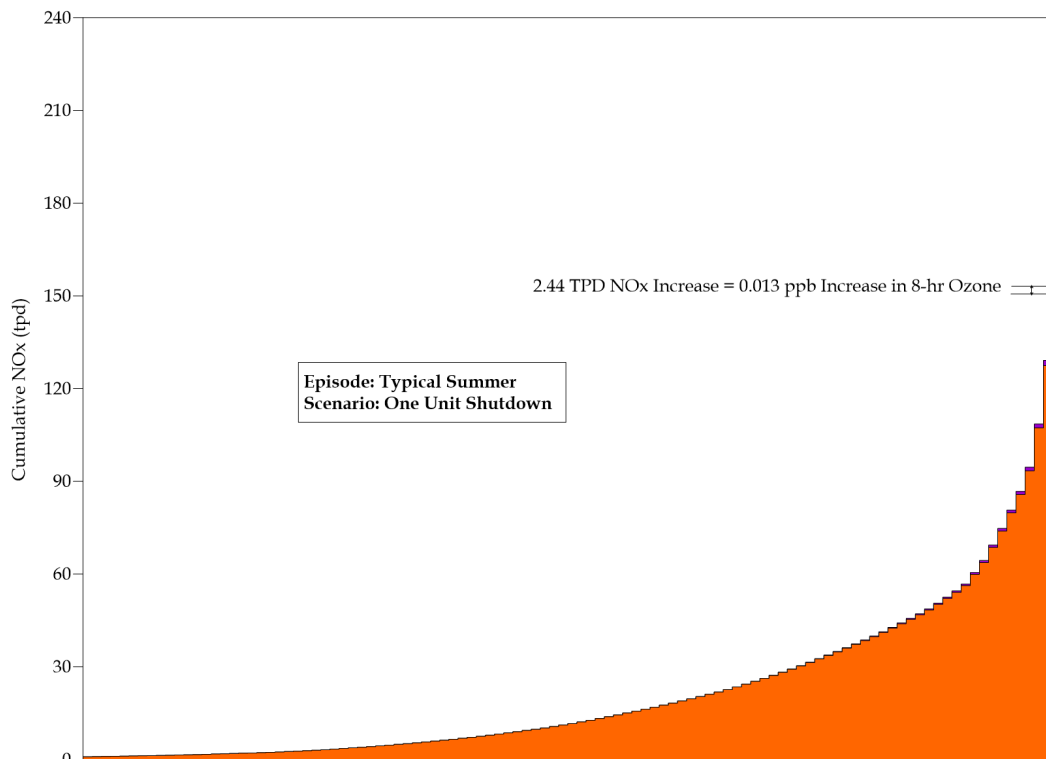 240
210
180
2.44 TPD NOx Increase = 0.013 ppb Increase in 8-hr Ozone
150
Cumulative NOx (tpd)
Episode: Typical Summer
Scenario: One Unit Shutdown
120
90
60
30
0